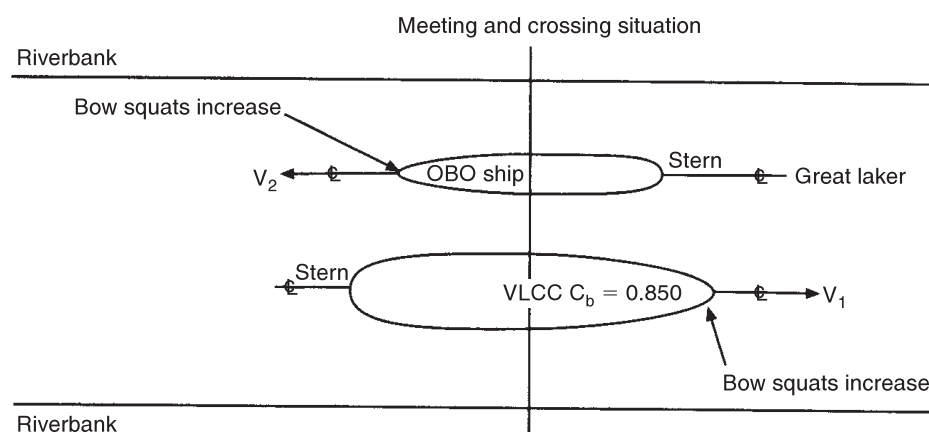 Meeting and crossing situation
Riverbank
Bow squats increase
V₂
℄
OBO ship
Stern
℄
Great laker
℄
Stern
VLCC C_b = 0.850
℄
V₁
Bow squats increase
Riverbank